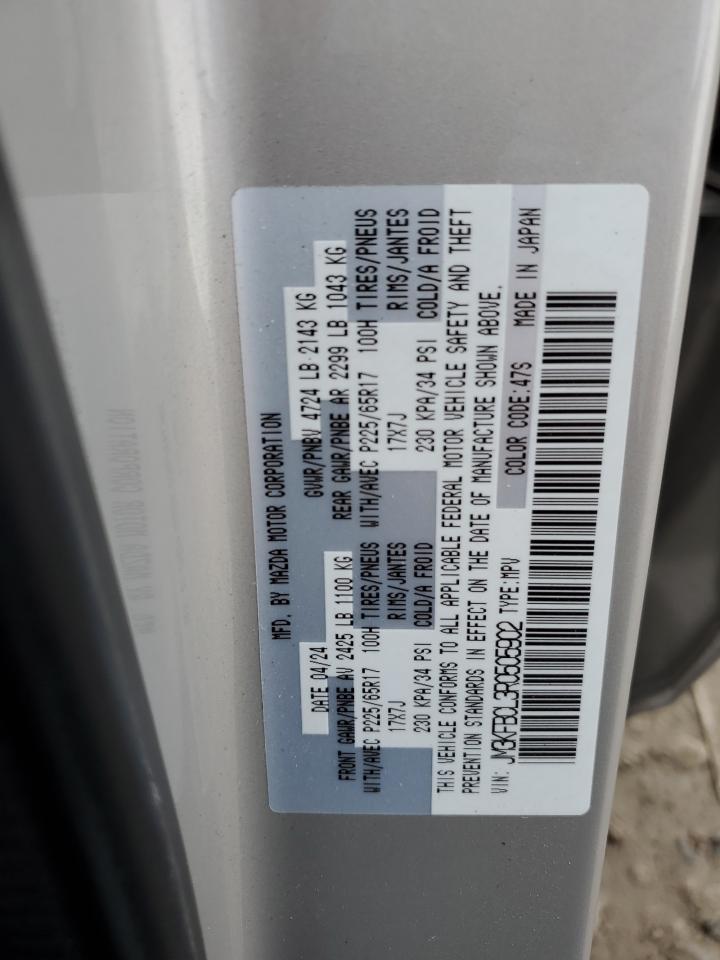 MFD. BY MAZDA MOTOR CORPORATION
DATE 04/24 GVWR/PNBV 4724 LB 2143 KG
FRONT GAWR/PNBE AV 2425 LB 1100 KG REAR GAWR/PNBE AR 2299 LB 1043 KG
WITH/AVEC P225/65R17 100H TIRES/PNEUS WITH/AVEC P225/65R17 100H TIRES/PNEUS
17X7J RIMS/JANTES 17X7J RIMS/JANTES
230 KPA/34 PSI COLD/A FROID 230 KPA/34 PSI COLD/A FROID
THIS VEHICLE CONFORMS TO ALL APPLICABLE FEDERAL MOTOR VEHICLE SAFETY AND THEFT
PREVENTION STANDARDS IN EFFECT ON THE DATE OF MANUFACTURE SHOWN ABOVE.
VIN: JM3KFBCL3R0505902 TYPE:MPV COLOR CODE:47S MADE IN JAPAN